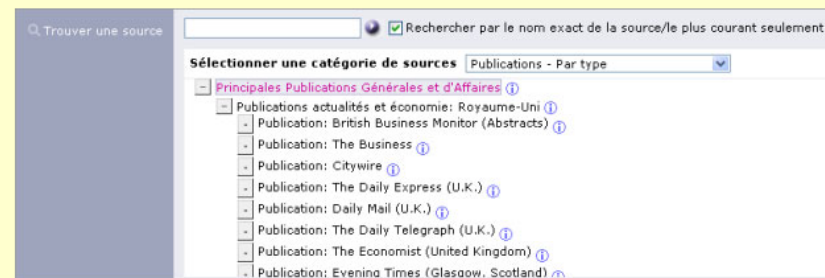 Trouver une source
Rechercher par le nom exact de la source/le plus courant seulement
Sélectionner une catégorie de sources Publications - Par type
Principales Publications Générales et d'Affaires
Publications actualités et économie: Royaume-Uni
Publication: British Business Monitor (Abstracts)
Publication: The Business
Publication: Citywire
Publication: The Daily Express (U.K.)
Publication: Daily Mail (U.K.)
Publication: The Daily Telegraph (U.K.)
Publication: The Economist (United Kingdom)
Publication: Evening Times (Glasgow, Scotland)